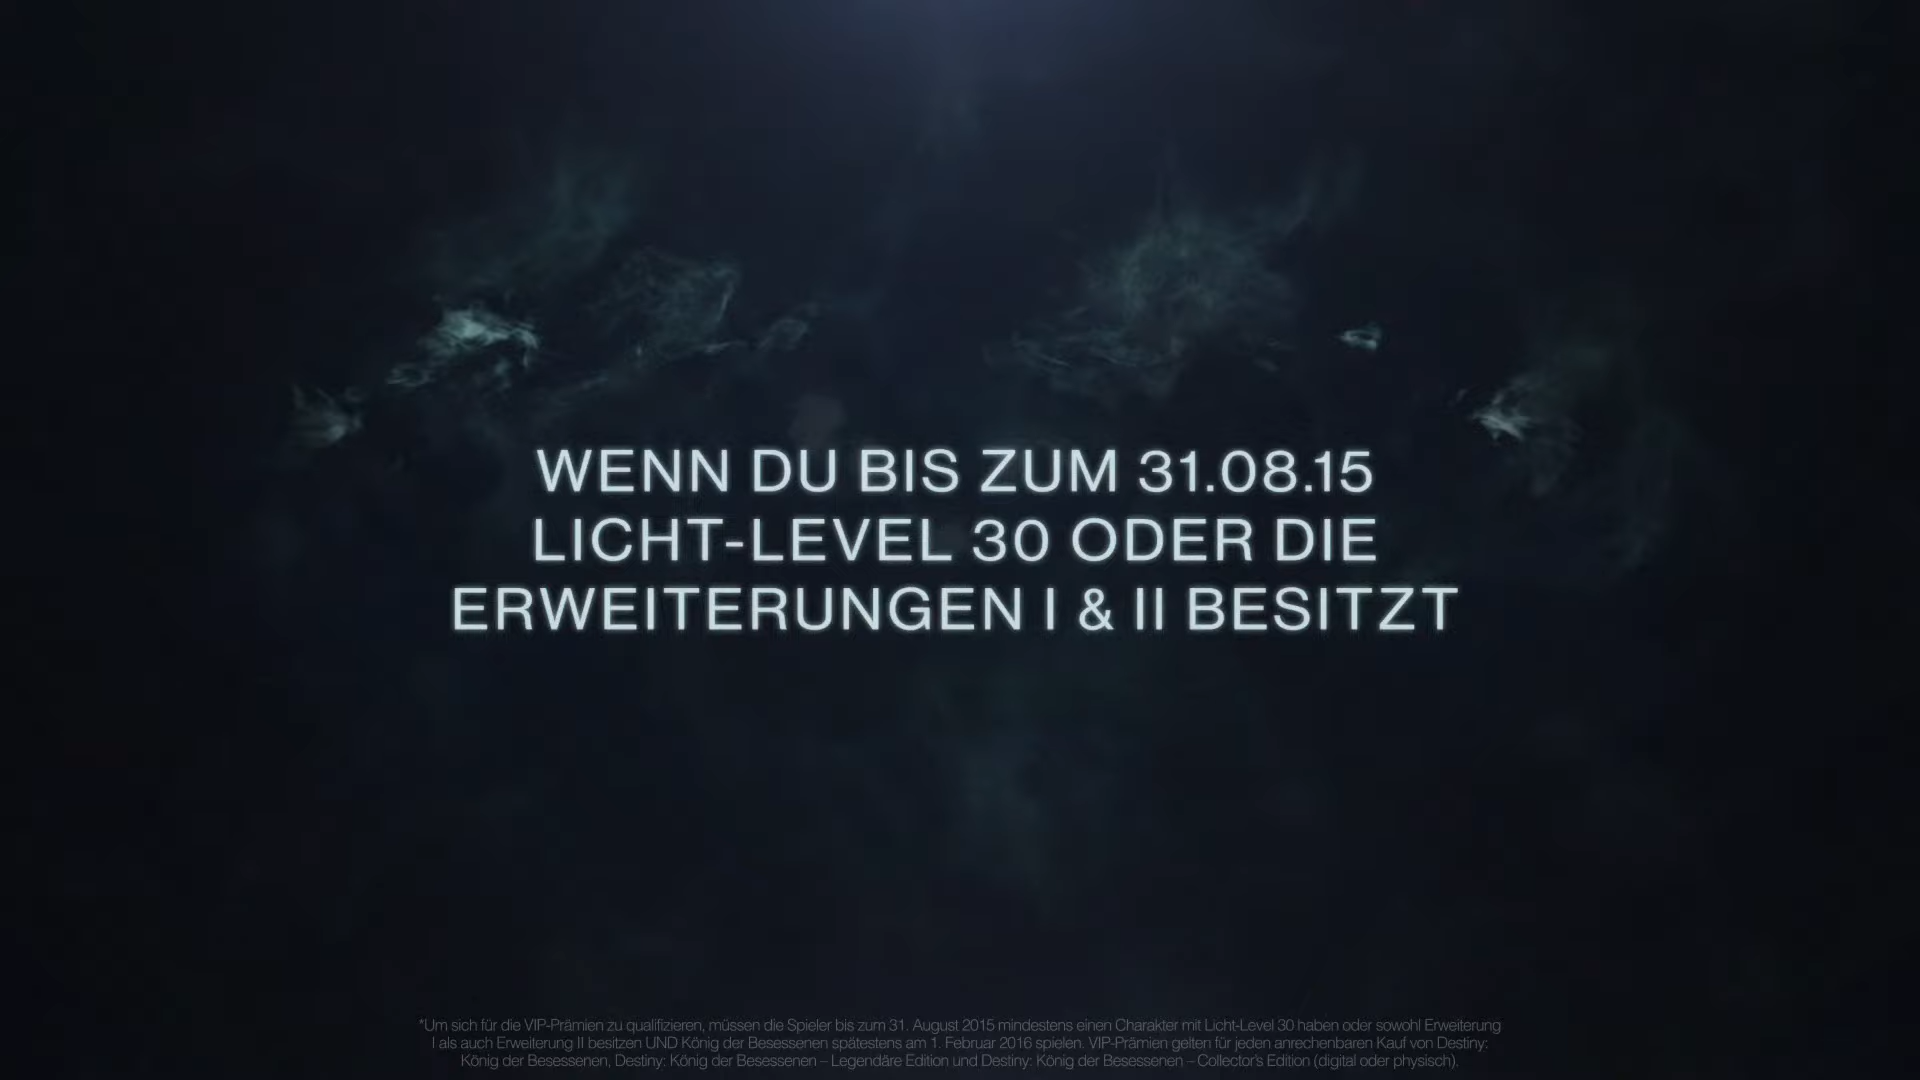 WENN DU BIS ZUM 31.08.15
LICHT-LEVEL 30 ODER DIE
ERWEITERUNGEN I & II BESITZT
*Um sich für die VIP-Prämien zu qualifizieren, müssen die Spieler bis zum 31. August 2015 mindestens einen Charakter mit Licht-Level 30 haben oder sowohl Erweiterung
I als auch Erweiterung II besitzen UND König der Besessenen spätestens am 1. Februar 2016 spielen. VIP-Prämien gelten für jeden anrechenbaren Kauf von Destiny:
König der Besessenen, Destiny: König der Besessenen – Legendäre Edition und Destiny: König der Besessenen – Collector's Edition (digital oder physisch).